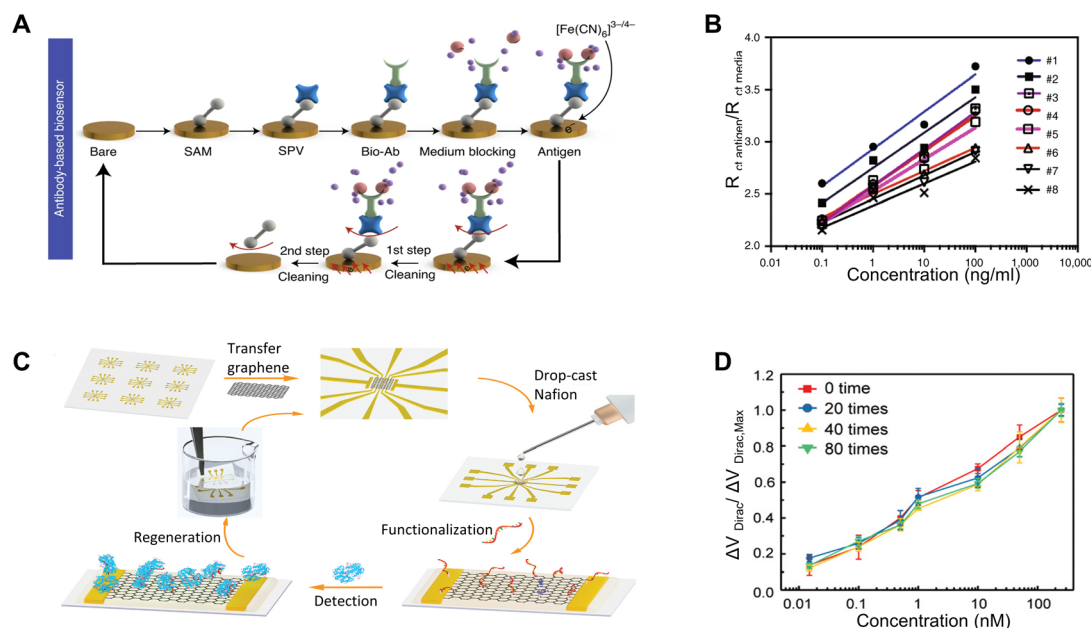 A
Antibody-based biosensor
[Fe(CN)₆]³⁻/⁴⁻
e⁻
Bare
SAM
SPV
Bio-Ab
Medium blocking
Antigen
2nd step
Cleaning
1st step
Cleaning
B
R ct antigen/R ct media
4.0
3.5
3.0
2.5
2.0
0.01
0.1
1
10
100
1000
10,000
Concentration (ng/ml)
#1
#2
#3
#4
#5
#6
#7
#8
C
Transfer
graphene
Drop-cast
Nafion
Functionalization
Detection
Regeneration
D
ΔV Dirac/ ΔV Dirac,Max
1.2
1.0
0.8
0.6
0.4
0.2
0.0
0 time
20 times
40 times
80 times
0.01
0.1
1
10
100
Concentration (nM)